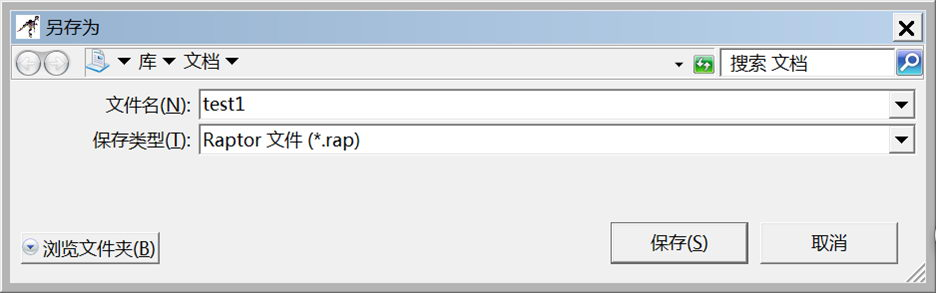 另存为
库 文档 搜索 文档
文件名(N): test1
保存类型(T): Raptor 文件 (*.rap)
浏览文件夹(B) 保存(S) 取消